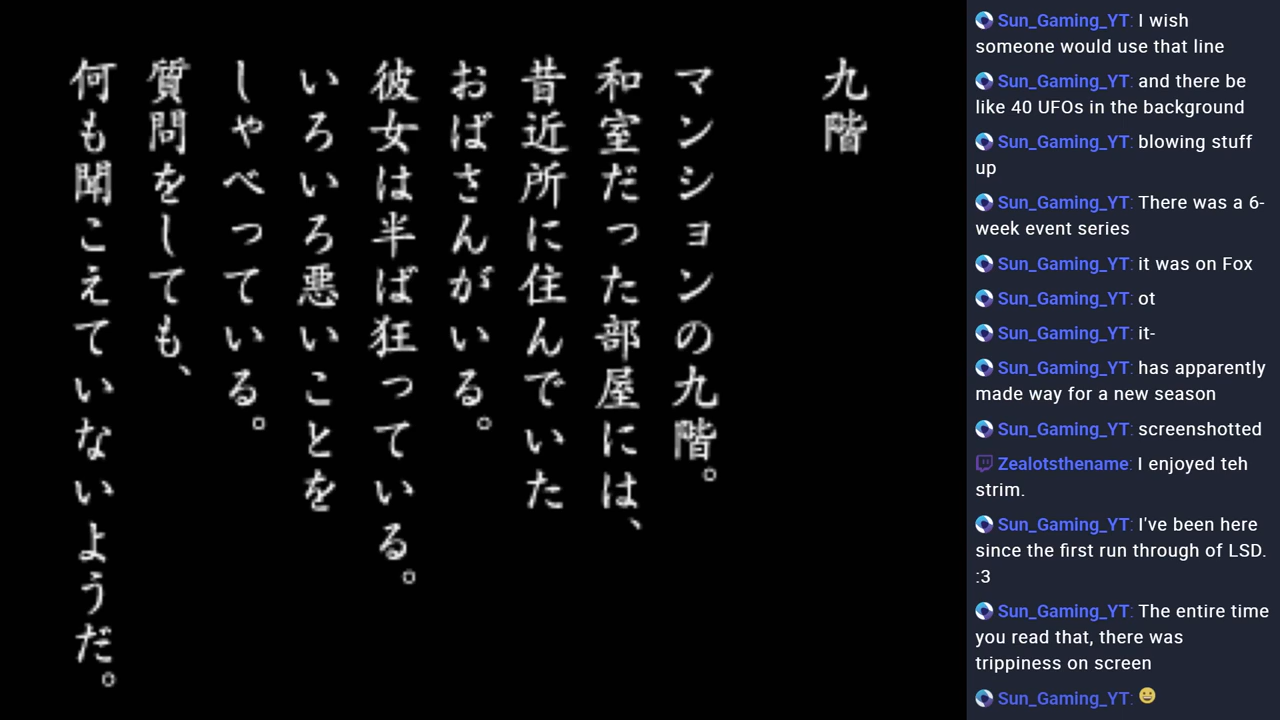 九階
マンションの九階。
和室だった部屋には、
昔近所に住んでいた
おばさんがいる。
彼女は半ば狂っている。
いろいろ悪いことを
しゃべっている。
質問をしても、
何も聞こえていないようだ。
Sun_Gaming_YT: I wish
someone would use that line
Sun_Gaming_YT: and there be
like 40 UFOs in the background
Sun_Gaming_YT: blowing stuff
up
Sun_Gaming_YT: There was a 6-
week event series
Sun_Gaming_YT: it was on Fox
Sun_Gaming_YT: ot
Sun_Gaming_YT: it-
Sun_Gaming_YT: has apparently
made way for a new season
Sun_Gaming_YT: screenshotted
Zealotsthename: I enjoyed teh
strim.
Sun_Gaming_YT: I've been here
since the first run through of LSD.
:3
Sun_Gaming_YT: The entire time
you read that, there was
trippiness on screen
Sun_Gaming_YT: 😀